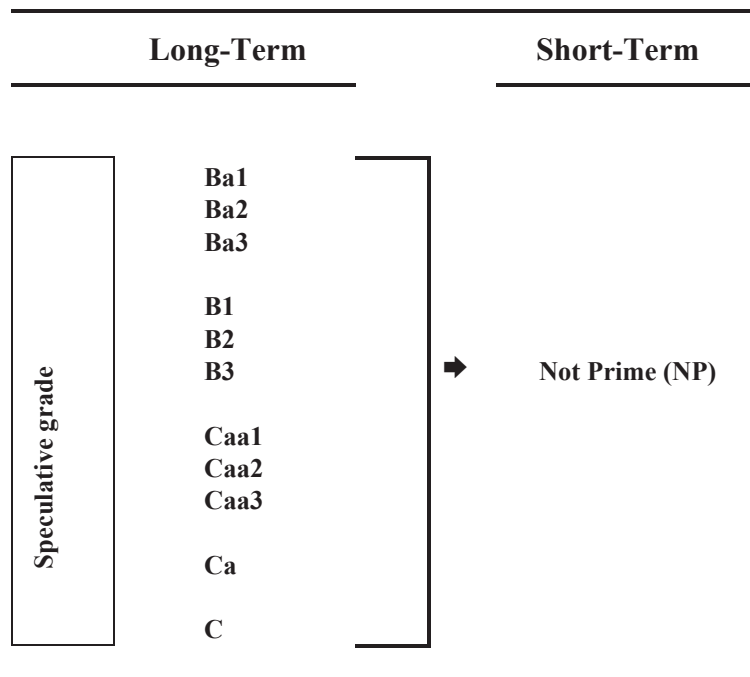 Long-Term Short-Term
Ba1
Ba2
Ba3
B1
B2
B3 Not Prime (NP)
Caa1
Caa2
Caa3
Ca
C
Speculative grade